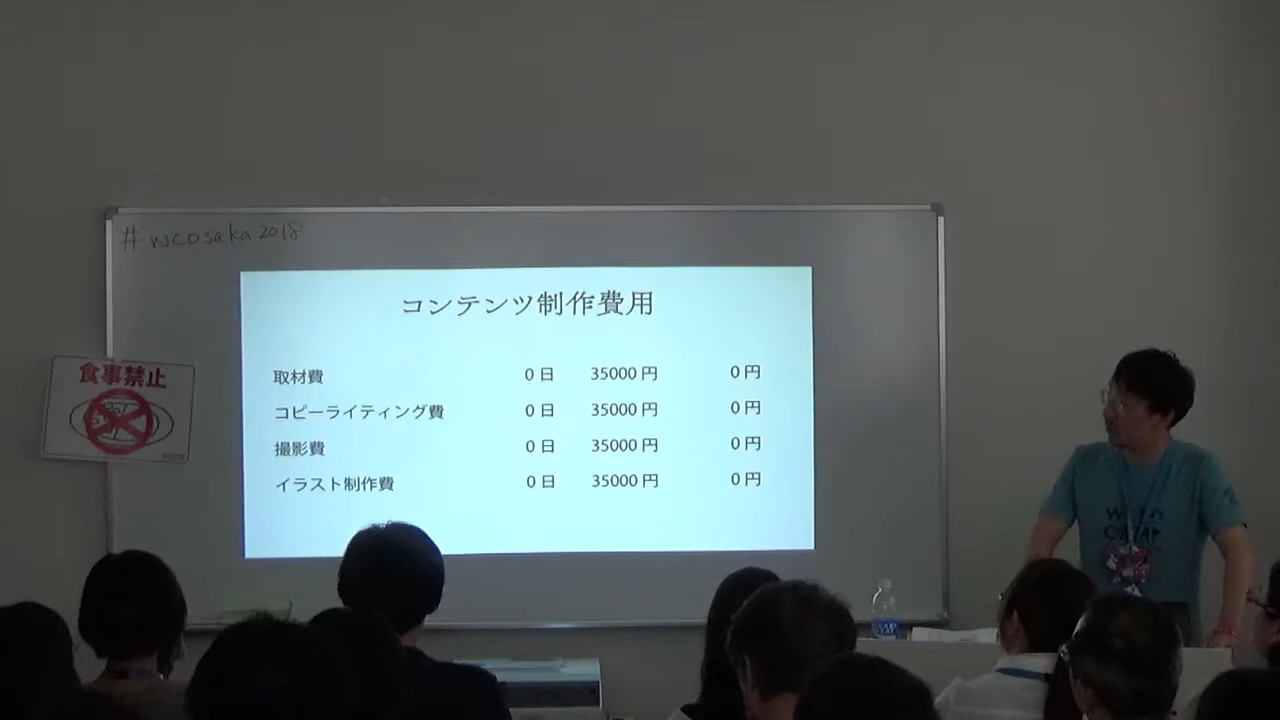 #wcosaka2018
コンテンツ制作費用
取材費 0日 35000円 0円
コピーライティング費 0日 35000円 0円
撮影費 0日 35000円 0円
イラスト制作費 0日 35000円 0円
食事禁止